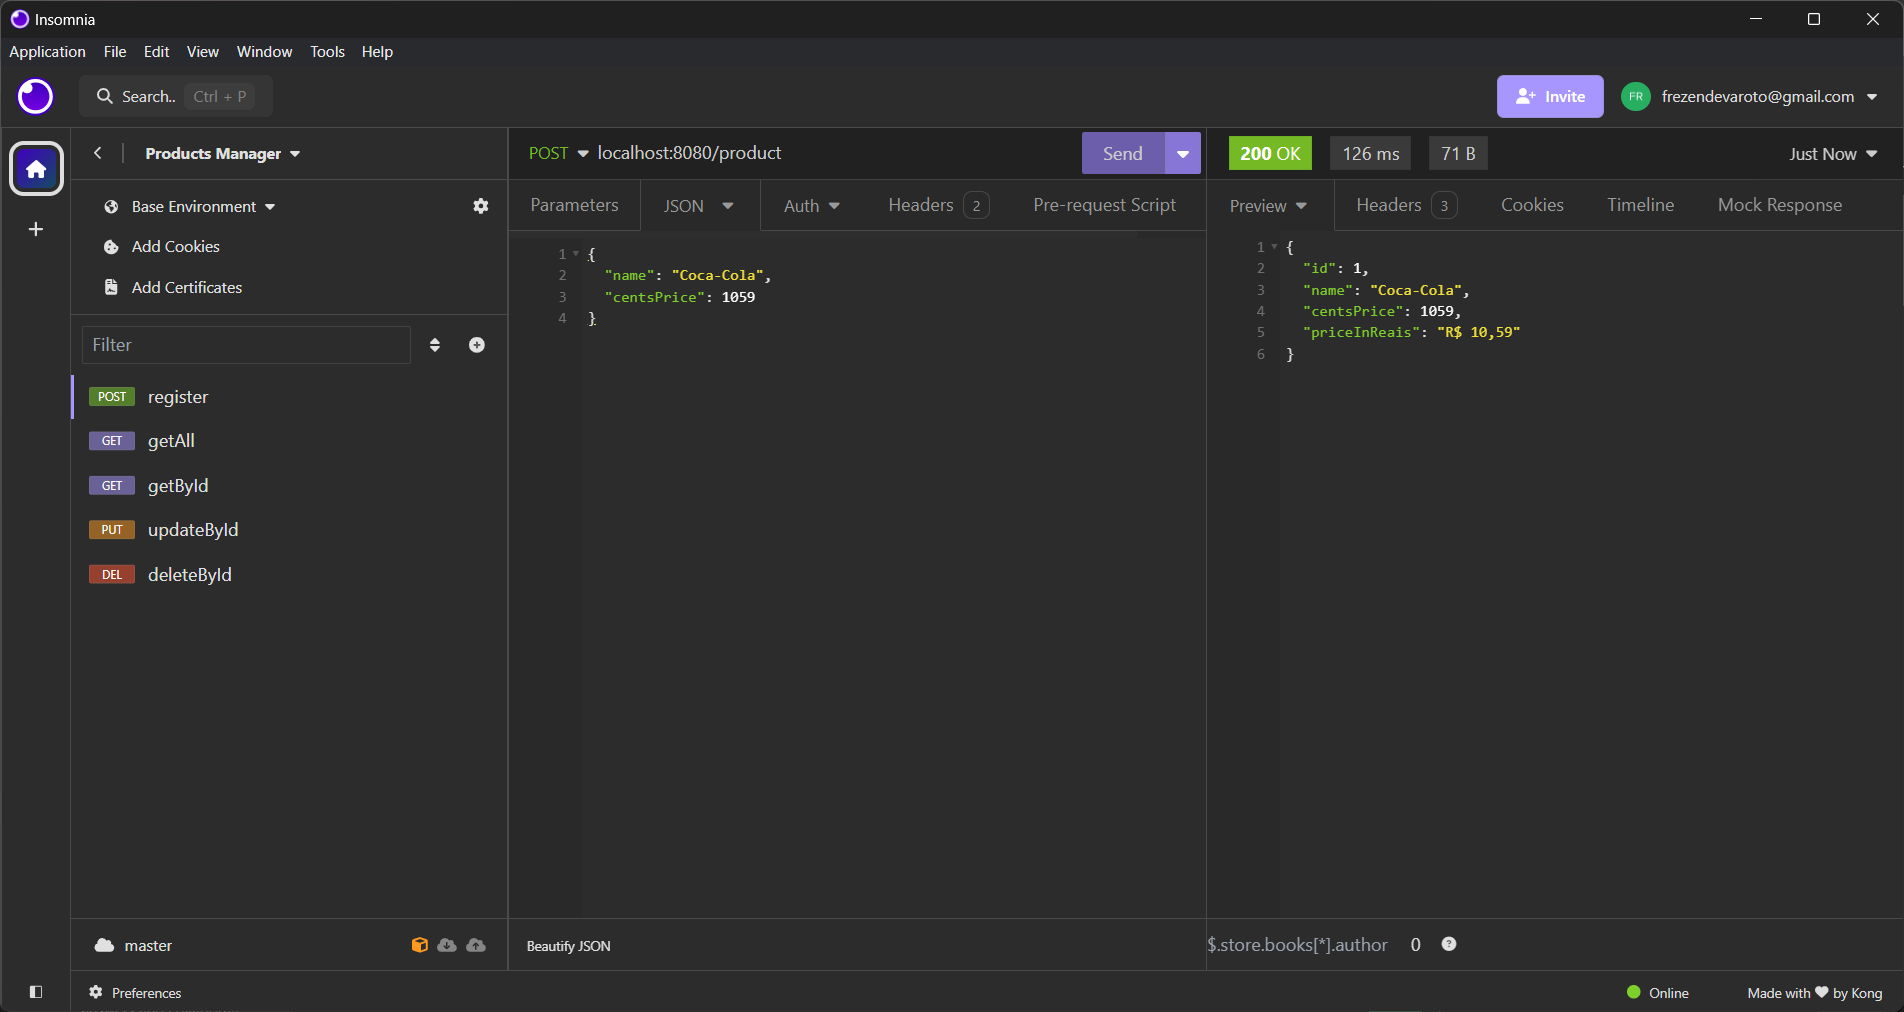 Insomnia
Application File Edit View Window Tools Help
Search.. Ctrl + P
Invite
FR frezendevaroto@gmail.com
Products Manager
POST localhost:8080/product
Send
200 OK 126 ms 71 B
Just Now
Base Environment
Add Cookies
Add Certificates
Parameters JSON Auth Headers 2 Pre-request Script
Preview Headers 3 Cookies Timeline Mock Response
Filter
POST register
GET getAll
GET getById
PUT updateById
DEL deleteById
1 {
2 "name": "Coca-Cola",
3 "centsPrice": 1059
4 }
1 {
2 "id": 1,
3 "name": "Coca-Cola",
4 "centsPrice": 1059,
5 "priceInReais": "R$ 10,59"
6 }
master
Beautify JSON
$.store.books[*].author 0 ?
Preferences
Online
Made with ♥ by Kong